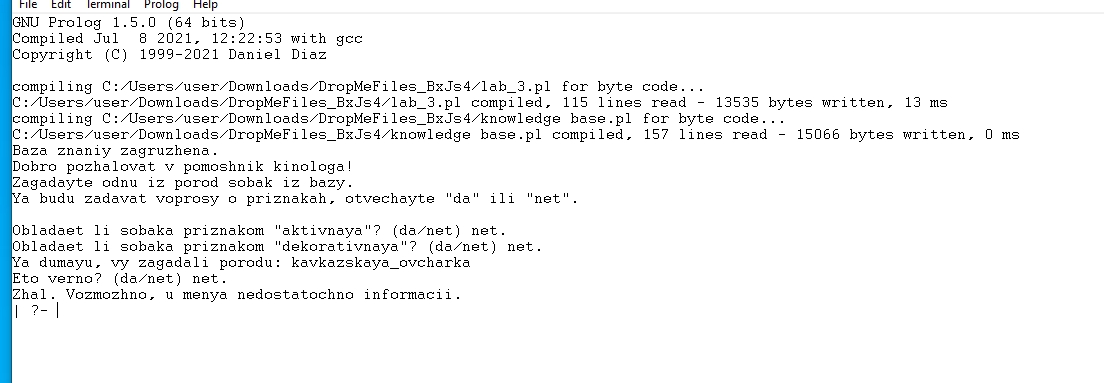 File Edit Terminal Prolog Help
GNU Prolog 1.5.0 (64 bits)
Compiled Jul  8 2021, 12:22:53 with gcc
Copyright (C) 1999-2021 Daniel Diaz
compiling C:/Users/user/Downloads/DropMeFiles_BxJs4/lab_3.pl for byte code...
C:/Users/user/Downloads/DropMeFiles_BxJs4/lab_3.pl compiled, 115 lines read - 13535 bytes written, 13 ms
compiling C:/Users/user/Downloads/DropMeFiles_BxJs4/knowledge base.pl for byte code...
C:/Users/user/Downloads/DropMeFiles_BxJs4/knowledge base.pl compiled, 157 lines read - 15066 bytes written, 0 ms
Baza znaniy zagruzhena.
Dobro pozhalovat v pomoshnik kinologa!
Zagadayte odnu iz porod sobak iz bazy.
Ya budu zadavat voprosy o priznakah, otvechayte "da" ili "net".
Obladaet li sobaka priznakom "aktivnaya"? (da/net) net.
Obladaet li sobaka priznakom "dekorativnaya"? (da/net) net.
Ya dumayu, vy zagadali porodu: kavkazskaya_ovcharka
Eto verno? (da/net) net.
Zhal. Vozmozhno, u menya nedostatochno informacii.
| ?-